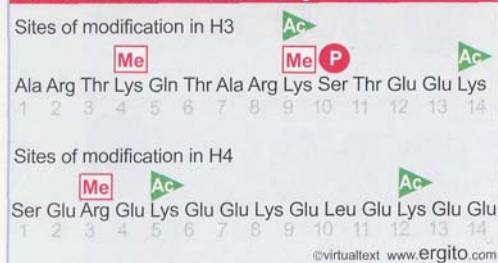 Sites of modification in H3
Ac
Me Me P Ac
Ala Arg Thr Lys Gln Thr Ala Arg Lys Ser Thr Glu Glu Lys
1 2 3 4 5 6 7 8 9 10 11 12 13 14
Sites of modification in H4
Me Ac Ac
Ser Glu Arg Glu Lys Glu Glu Lys Glu Leu Glu Lys Glu Glu
1 2 3 4 5 6 7 8 9 10 11 12 13 14
©virtualtext www.ergito.com